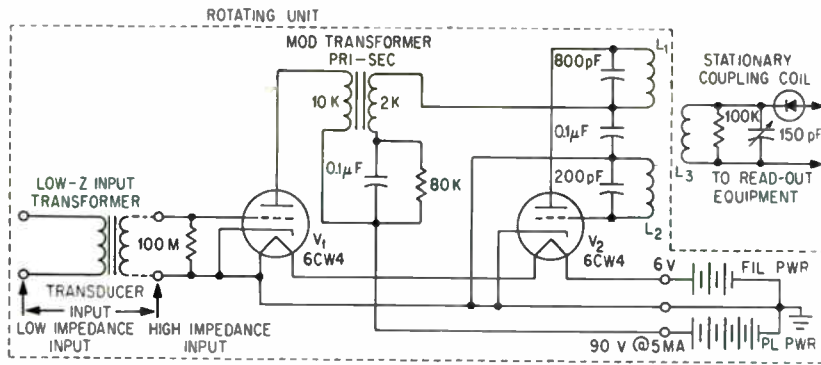 ROTATING UNIT
MOD TRANSFORMER
PRI-SEC
10 K
2K
0.1µF
80K
800pF
L1
0.1µF
200pF
L2
STATIONARY
COUPLING COIL
100K
150 pF
L3
TO READ-OUT
EQUIPMENT
LOW-Z INPUT
TRANSFORMER
100 M
V1
6CW4
V2
6CW4
TRANSDUCER
INPUT
LOW IMPEDANCE
INPUT
HIGH IMPEDANCE
INPUT
6 V
FIL PWR
90 V @ 5 MA
PL PWR